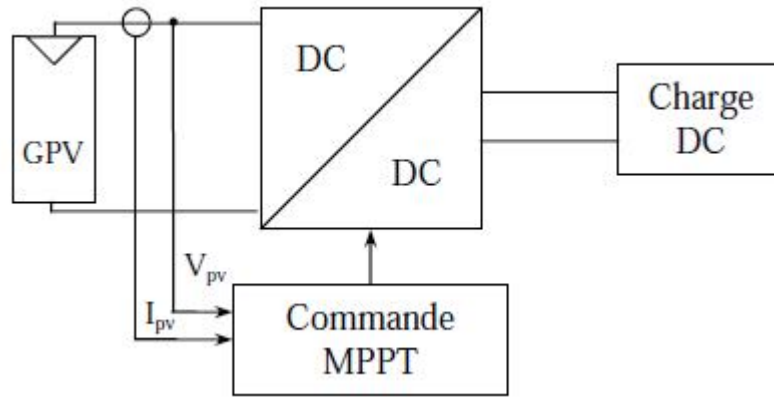 DC
DC
GPV
Charge
DC
V_pv
I_pv
Commande
MPPT